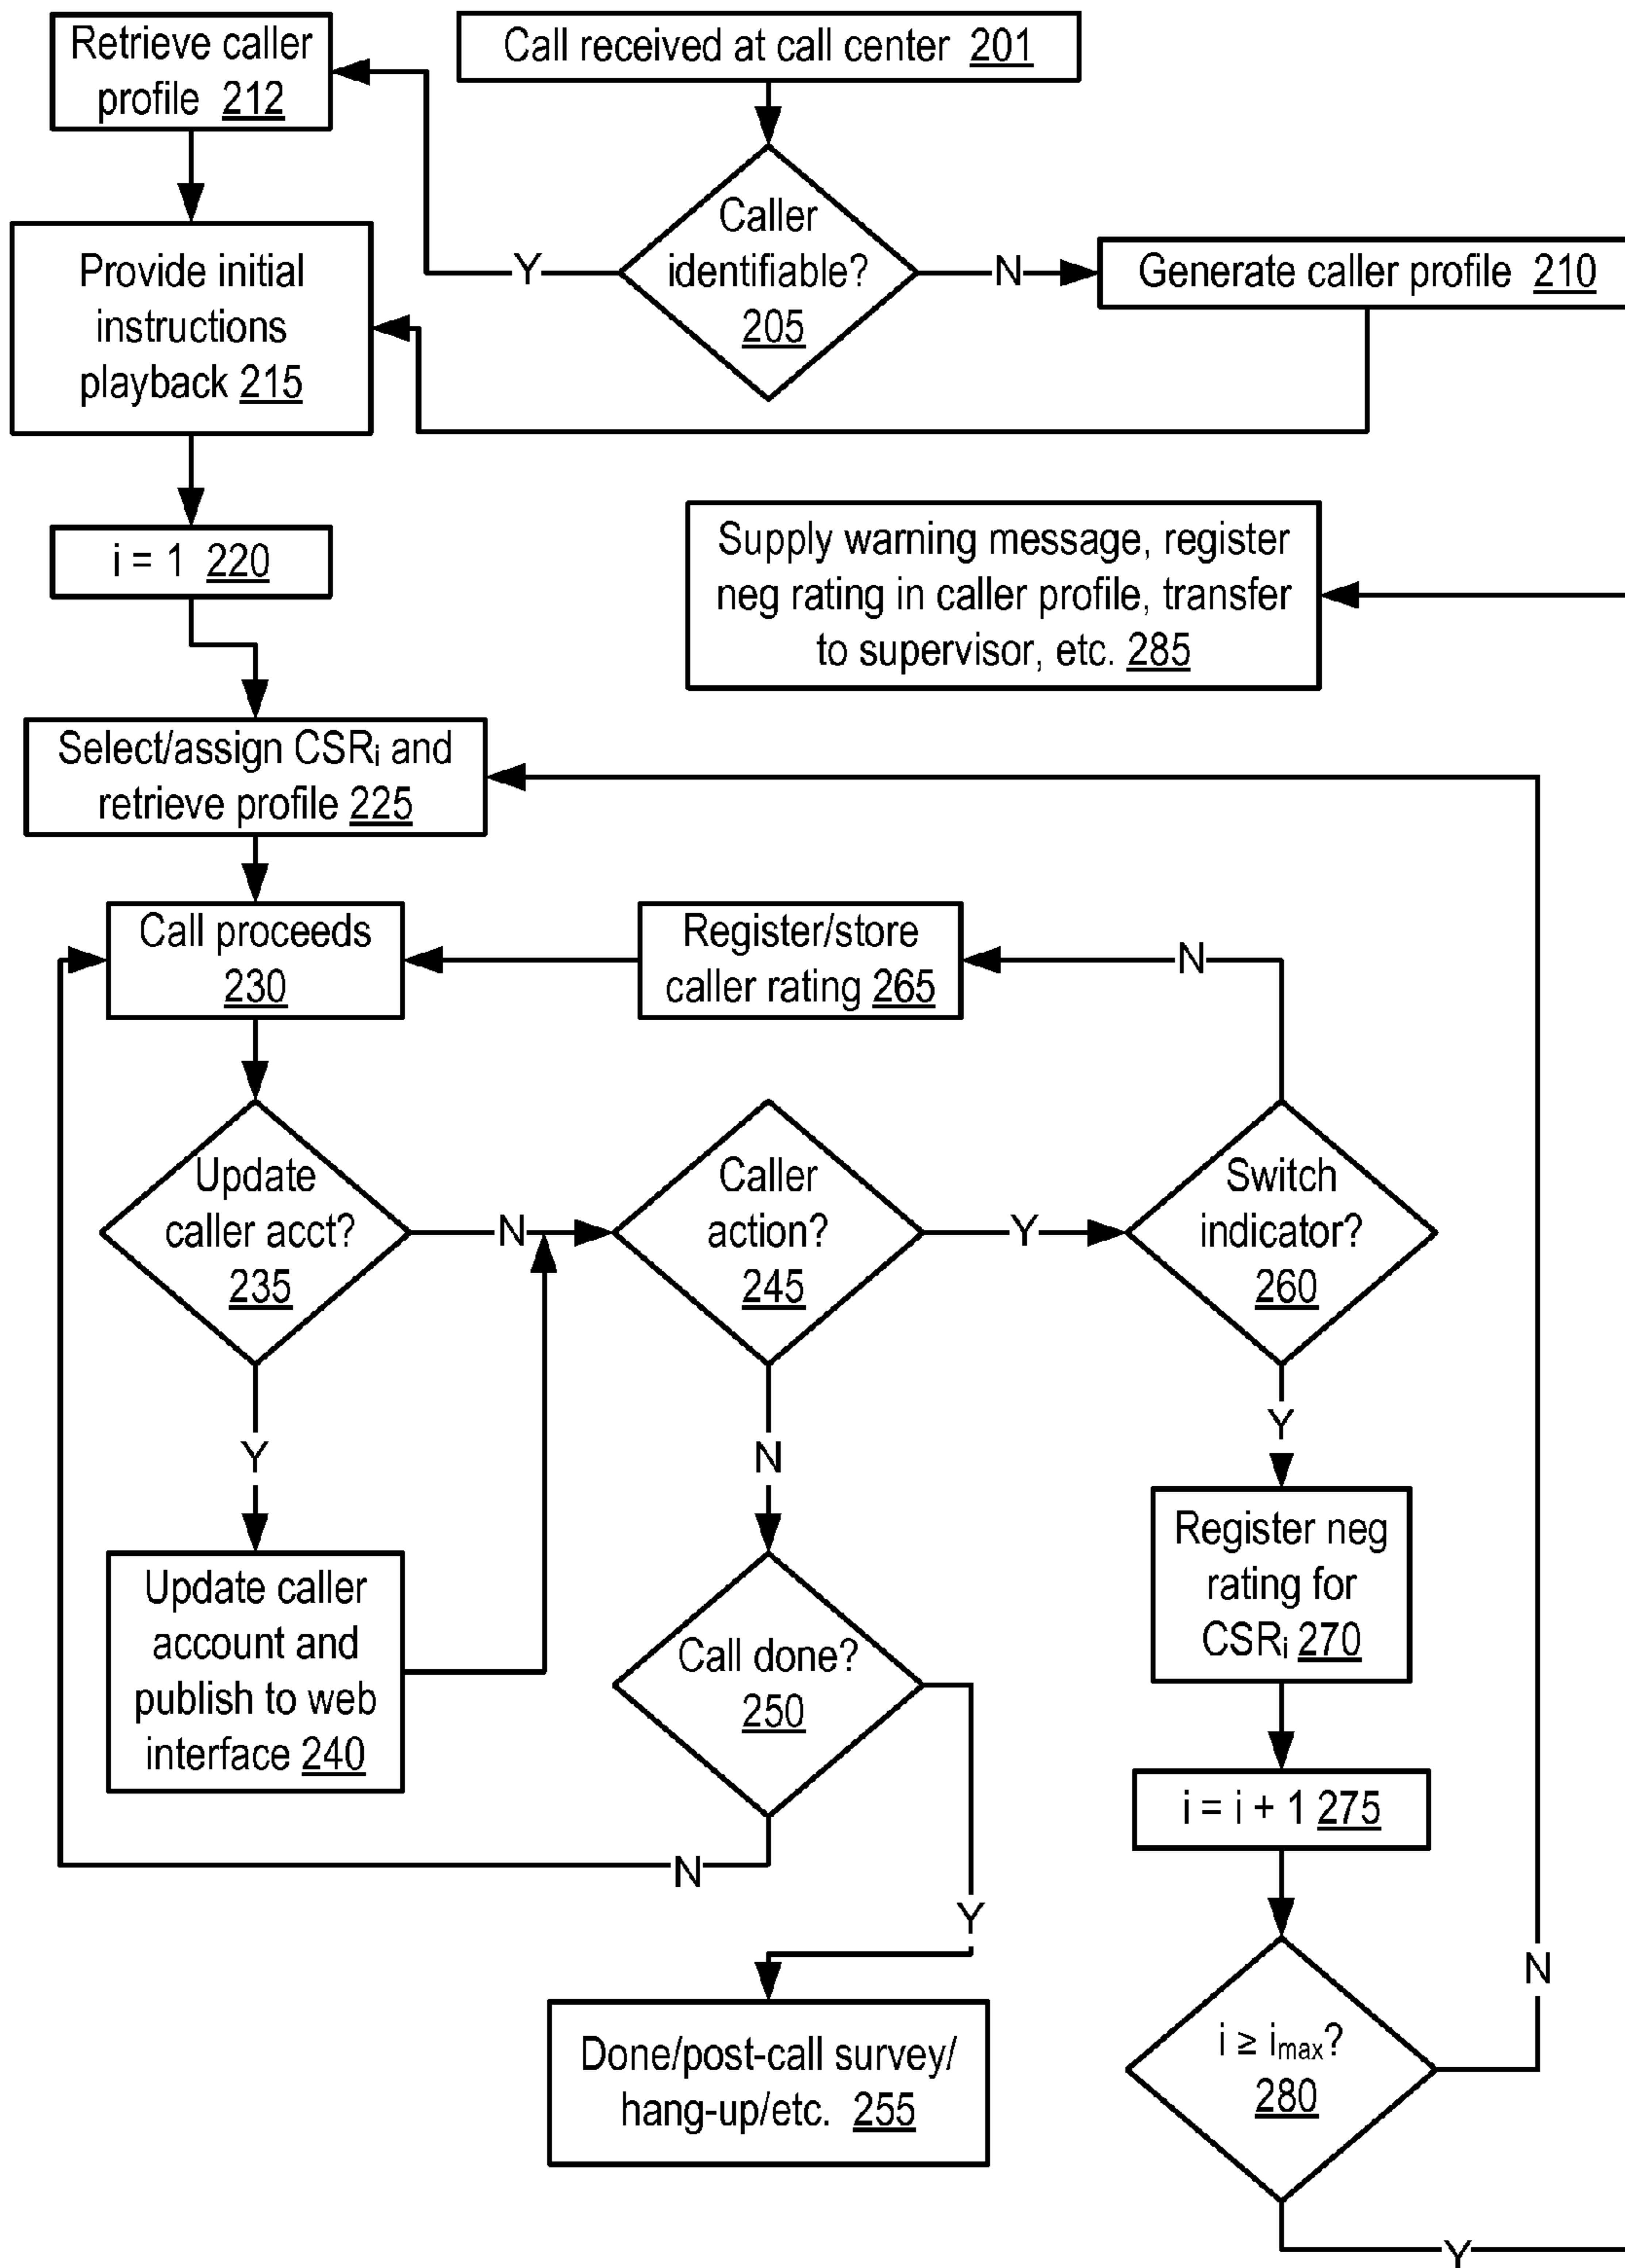 Retrieve caller
profile 212
Call received at call center 201
Caller
identifiable?
205
Y
N
Generate caller profile 210
Provide initial
instructions
playback 215
i = 1 220
Supply warning message, register
neg rating in caller profile, transfer
to supervisor, etc. 285
Select/assign CSRi and
retrieve profile 225
Call proceeds
230
Register/store
caller rating 265
N
Update
caller acct?
235
N
Caller
action?
245
Y
Switch
indicator?
260
Y
N
Y
Update caller
account and
publish to web
interface 240
Call done?
250
Register neg
rating for
CSRi 270
i = i + 1 275
N
Y
N
Done/post-call survey/
hang-up/etc. 255
i ≥ imax?
280
Y